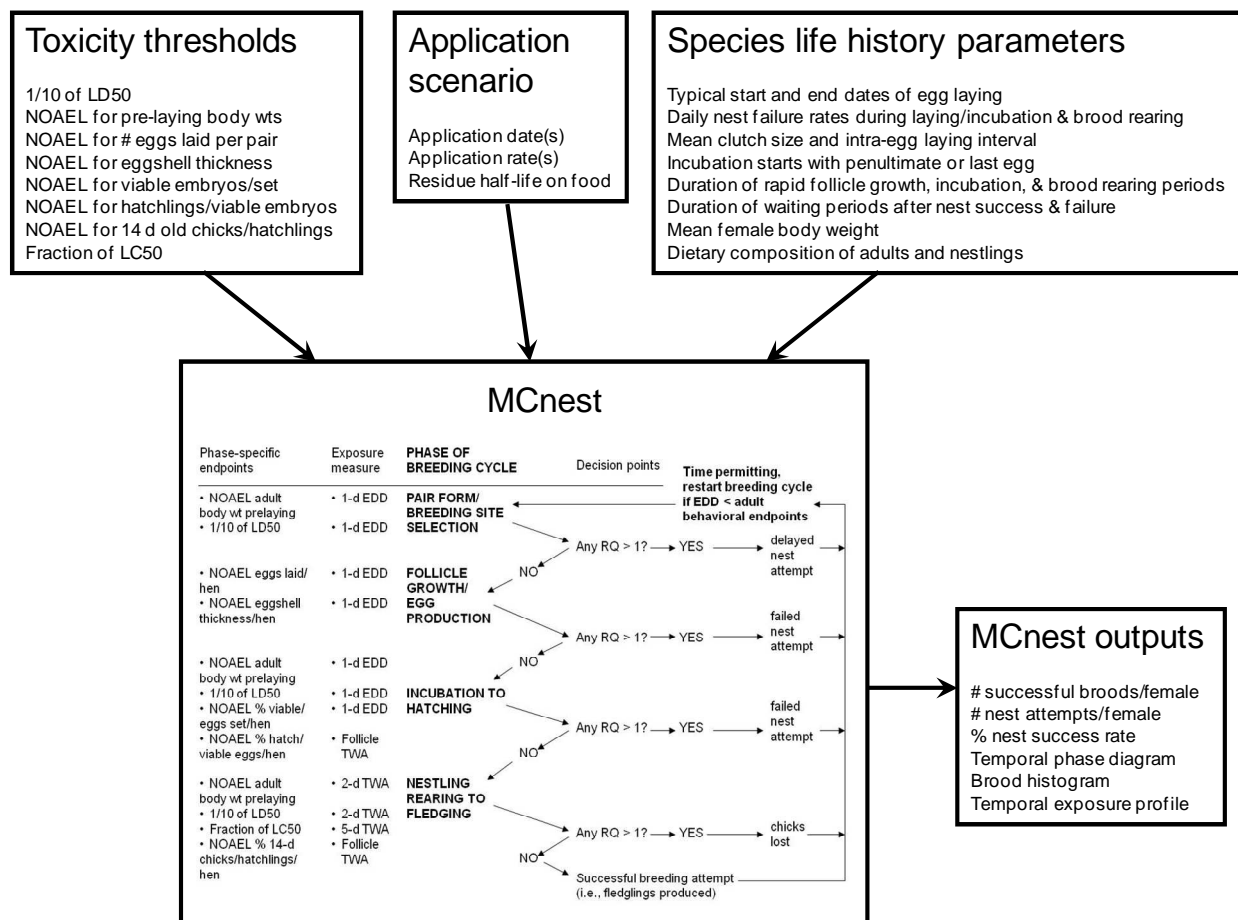 Toxicity thresholds
1/10 of LD50
NOAEL for pre-laying body wts
NOAEL for # eggs laid per pair
NOAEL for eggshell thickness
NOAEL for viable embryos/set
NOAEL for hatchlings/viable embryos
NOAEL for 14 d old chicks/hatchlings
Fraction of LC50
Application
scenario
Application date(s)
Application rate(s)
Residue half-life on food
Species life history parameters
Typical start and end dates of egg laying
Daily nest failure rates during laying/incubation & brood rearing
Mean clutch size and intra-egg laying interval
Incubation starts with penultimate or last egg
Duration of rapid follicle growth, incubation, & brood rearing periods
Duration of waiting periods after nest success & failure
Mean female body weight
Dietary composition of adults and nestlings
MCnest
Phase-specific
endpoints
Exposure
measure
PHASE OF
BREEDING CYCLE
Decision points
Time permitting,
restart breeding cycle
if EDD < adult
behavioral endpoints
• NOAEL adult
body wt prelaying
• 1/10 of LD50
• 1-d EDD
• 1-d EDD
PAIR FORM/
BREEDING SITE
SELECTION
Any RQ > 1?
YES
delayed
nest
attempt
NO
• NOAEL eggs laid/
hen
• NOAEL eggshell
thickness/hen
• 1-d EDD
• 1-d EDD
FOLLICLE
GROWTH/
EGG
PRODUCTION
Any RQ > 1?
YES
failed
nest
attempt
NO
• NOAEL adult
body wt prelaying
• 1/10 of LD50
• NOAEL % viable/
eggs set/hen
• NOAEL % hatch/
viable eggs/hen
• 1-d EDD
• 1-d EDD
• 1-d EDD
• Follicle
TWA
INCUBATION TO
HATCHING
Any RQ > 1?
YES
failed
nest
attempt
NO
• NOAEL adult
body wt prelaying
• 1/10 of LD50
• Fraction of LC50
• NOAEL % 14-d
chicks/hatchlings/
hen
• 2-d TWA
• 2-d TWA
• 5-d TWA
• Follicle
TWA
NESTLING
REARING TO
FLEDGING
Any RQ > 1?
YES
chicks
lost
NO
Successful breeding attempt
(i.e., fledglings produced)
MCnest outputs
# successful broods/female
# nest attempts/female
% nest success rate
Temporal phase diagram
Brood histogram
Temporal exposure profile